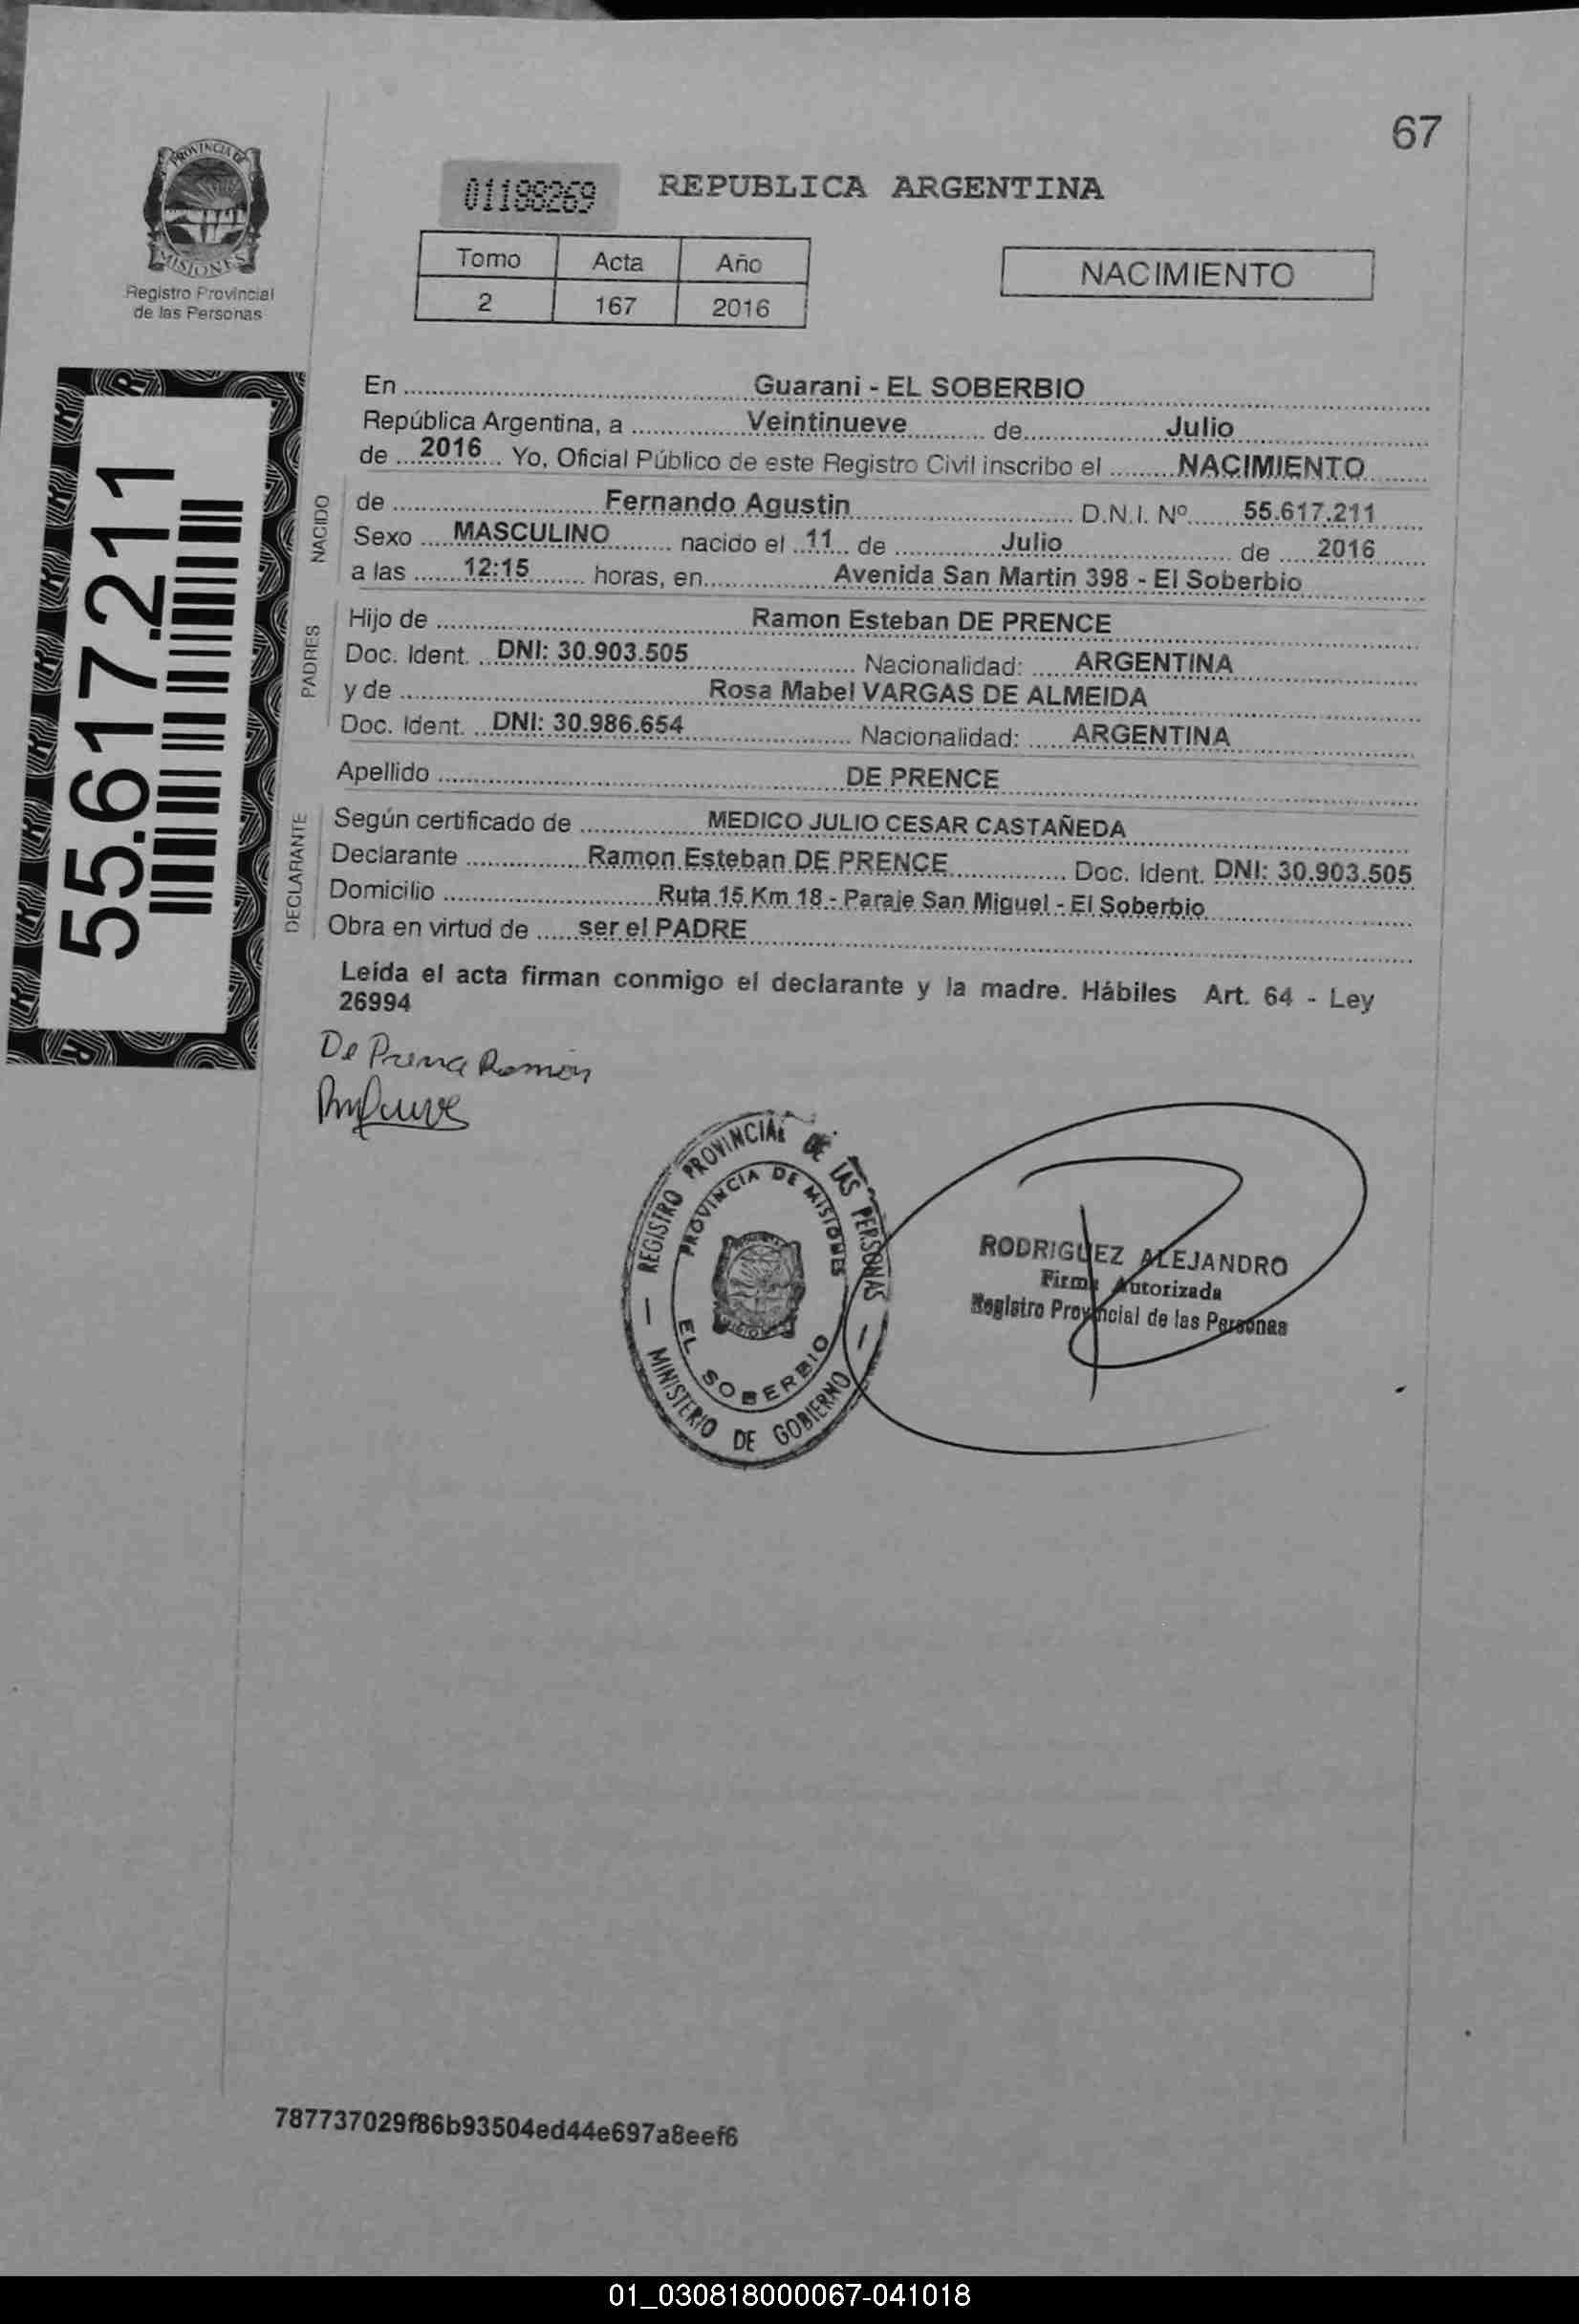 67
PROVINCIA DE
MISIONES
Registro Provincial
de las Personas
01188269
REPUBLICA ARGENTINA
Tomo Acta Año
2 167 2016
NACIMIENTO
55.617.211
En Guarani - EL SOBERBIO
República Argentina, a Veintinueve de Julio
de 2016 Yo, Oficial Público de este Registro Civil inscribo el NACIMIENTO
NACIDO
de Fernando Agustin D.N.I. Nº 55.617.211
Sexo MASCULINO nacido el 11 de Julio de 2016
a las 12:15 horas, en Avenida San Martin 398 - El Soberbio
PADRES
Hijo de Ramon Esteban DE PRENCE
Doc. Ident. DNI: 30.903.505 Nacionalidad: ARGENTINA
y de Rosa Mabel VARGAS DE ALMEIDA
Doc. Ident. DNI: 30.986.654 Nacionalidad: ARGENTINA
Apellido DE PRENCE
DECLARANTE
Según certificado de MEDICO JULIO CESAR CASTAÑEDA
Declarante Ramon Esteban DE PRENCE Doc. Ident. DNI: 30.903.505
Domicilio Ruta 15 Km 18 - Paraje San Miguel - El Soberbio
Obra en virtud de ser el PADRE
Leída el acta firman conmigo el declarante y la madre. Hábiles Art. 64 - Ley
26994
De Ramon
REGISTRO PROVINCIAL DE LAS PERSONAS
PROVINCIA DE MISIONES
EL SOBERBIO
- MINISTERIO DE GOBIERNO -
RODRIGUEZ ALEJANDRO
Firma Autorizada
Registro Provincial de las Personas
787737029f86b93504ed44e697a8eef6
01_030818000067-041018